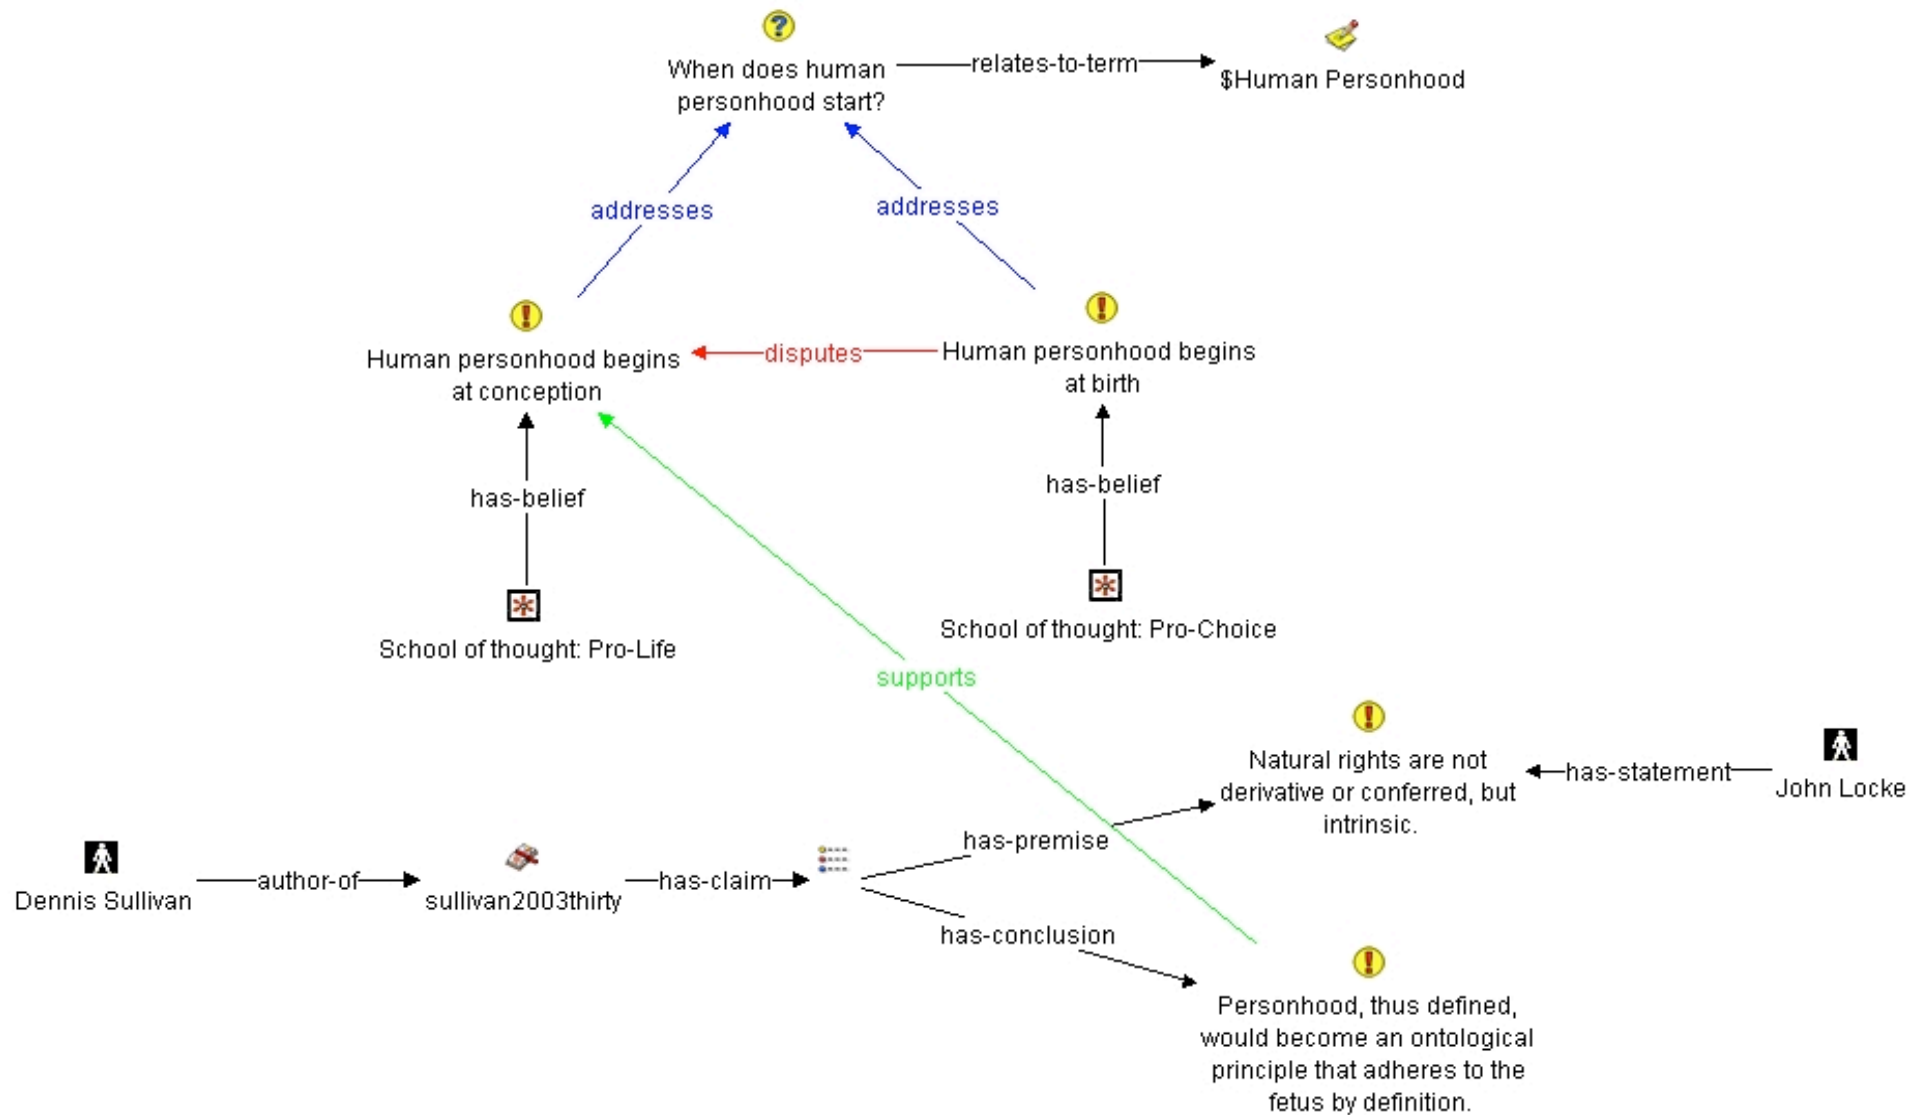 When does human
personhood start?
relates-to-term
$Human Personhood
addresses
addresses
Human personhood begins
at conception
disputes
Human personhood begins
at birth
has-belief
has-belief
School of thought: Pro-Life
School of thought: Pro-Choice
supports
Natural rights are not
derivative or conferred, but
intrinsic.
has-statement
John Locke
has-premise
Dennis Sullivan
author-of
sullivan2003thirty
has-claim
has-conclusion
Personhood, thus defined,
would become an ontological
principle that adheres to the
fetus by definition.